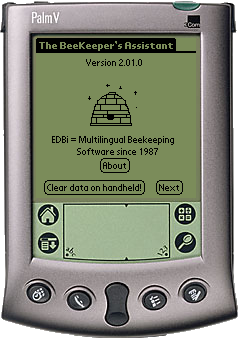 PalmV
3Com
The BeeKeeper's Assistant
Version 2.01.0
EDBi = Multilingual Beekeeping
Software since 1987
About
Clear data on handheld!
Next